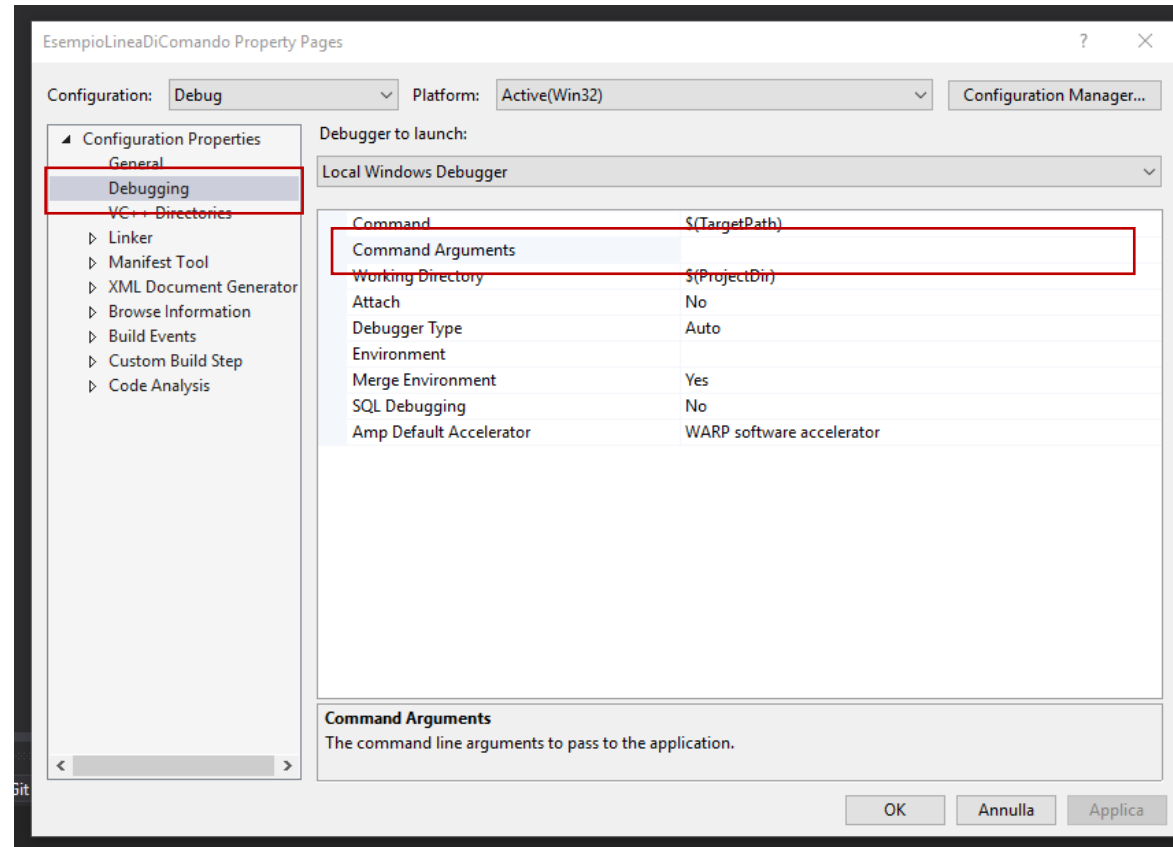 EsempioLineaDiComando Property Pages
? ×
Configuration: Debug Platform: Active(Win32) Configuration Manager...
Configuration Properties
General
Debugging
VC++ Directories
Linker
Manifest Tool
XML Document Generator
Browse Information
Build Events
Custom Build Step
Code Analysis
Debugger to launch:
Local Windows Debugger
Command $(TargetPath)
Command Arguments
Working Directory $(ProjectDir)
Attach No
Debugger Type Auto
Environment
Merge Environment Yes
SQL Debugging No
Amp Default Accelerator WARP software accelerator
Command Arguments
The command line arguments to pass to the application.
Git
OK Annulla Applica